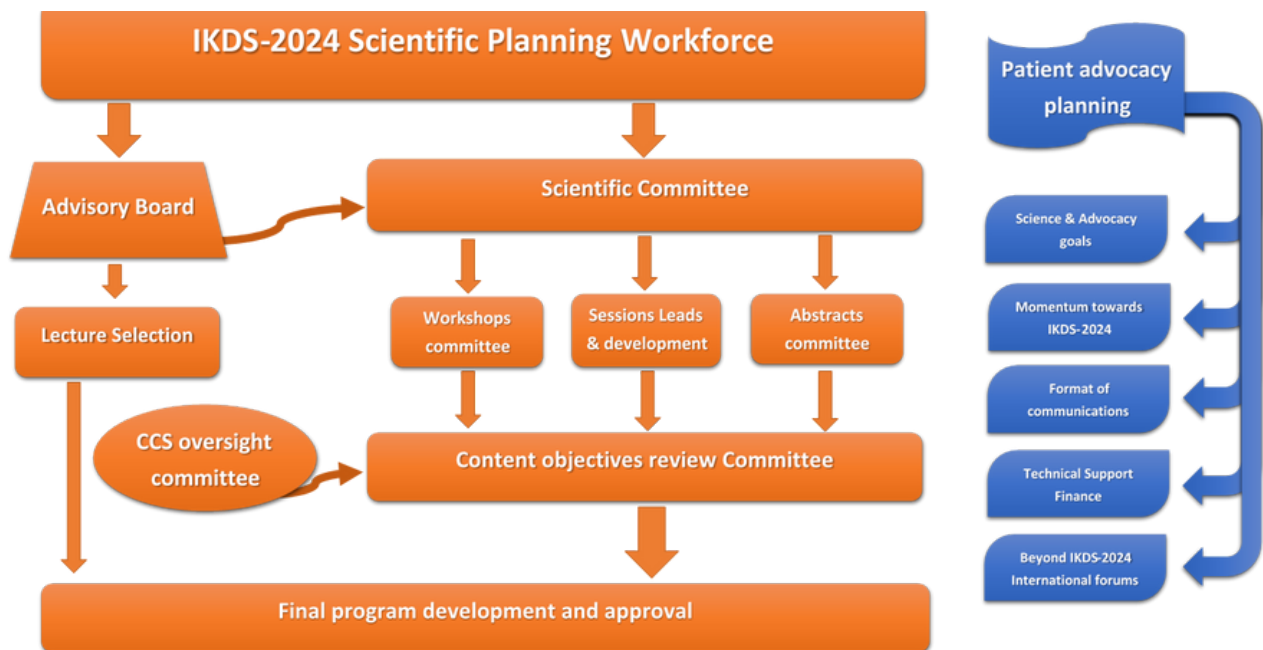 IKDS-2024 Scientific Planning Workforce
Advisory Board
Scientific Committee
Lecture Selection
Workshops
committee
Sessions Leads
& development
Abstracts
committee
CCS oversight
committee
Content objectives review Committee
Final program development and approval
Patient advocacy
planning
Science & Advocacy
goals
Momentum towards
IKDS-2024
Format of
communications
Technical Support
Finance
Beyond IKDS-2024
International forums